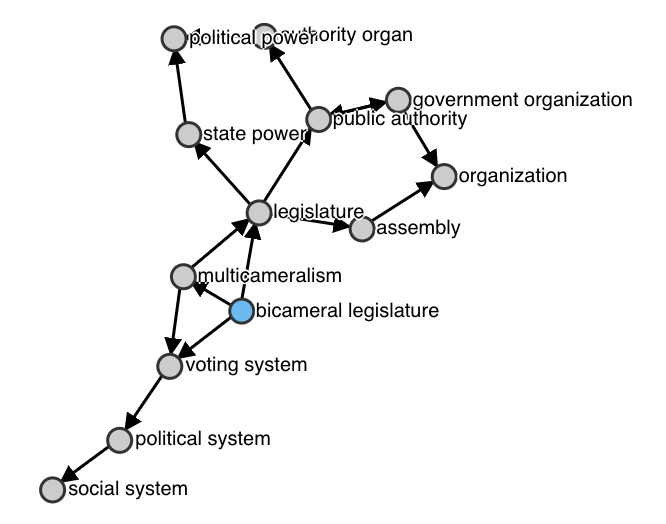 political power
authority organ
government organization
public authority
state power
organization
legislature
assembly
multicameralism
bicameral legislature
voting system
political system
social system